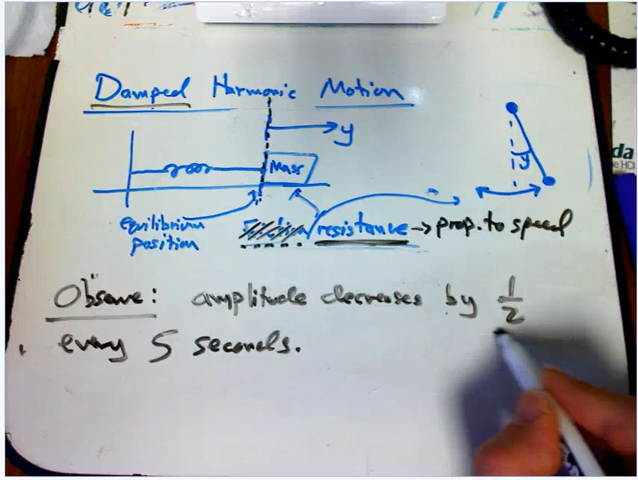 Damped Harmonic Motion
y
Mass
y
equilibrium position
resistance → prop. to speed
Observe: amplitude decreases by 1/2
every 5 seconds.